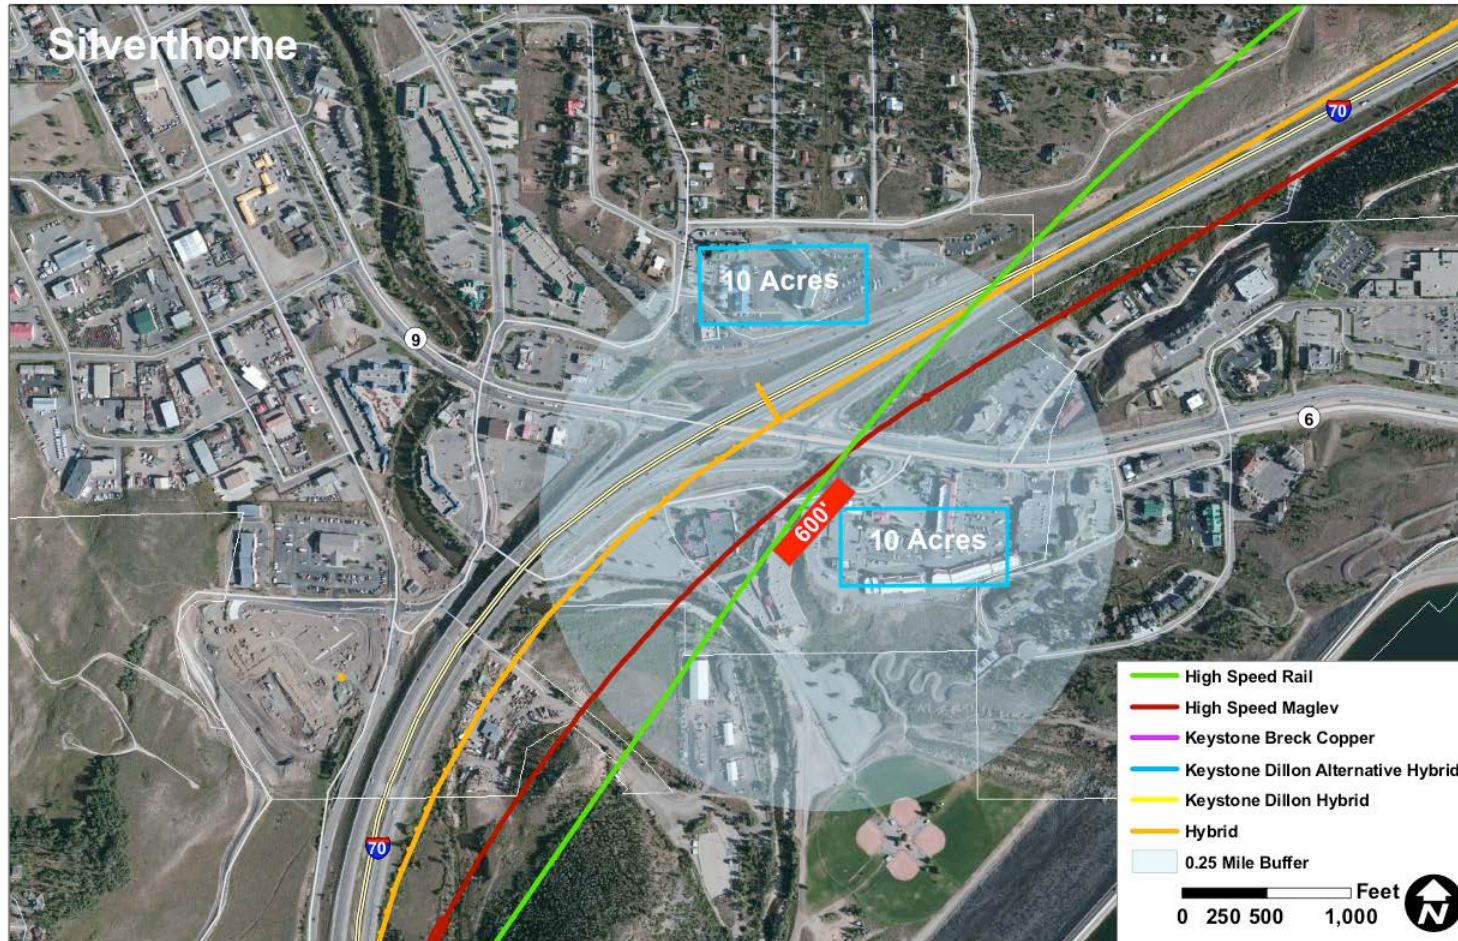 Silverthorne
70
10 Acres
9
6
600'
10 Acres
70
High Speed Rail
High Speed Maglev
Keystone Breck Copper
Keystone Dillon Alternative Hybrid
Keystone Dillon Hybrid
Hybrid
0.25 Mile Buffer
Feet
0 250 500 1,000
N